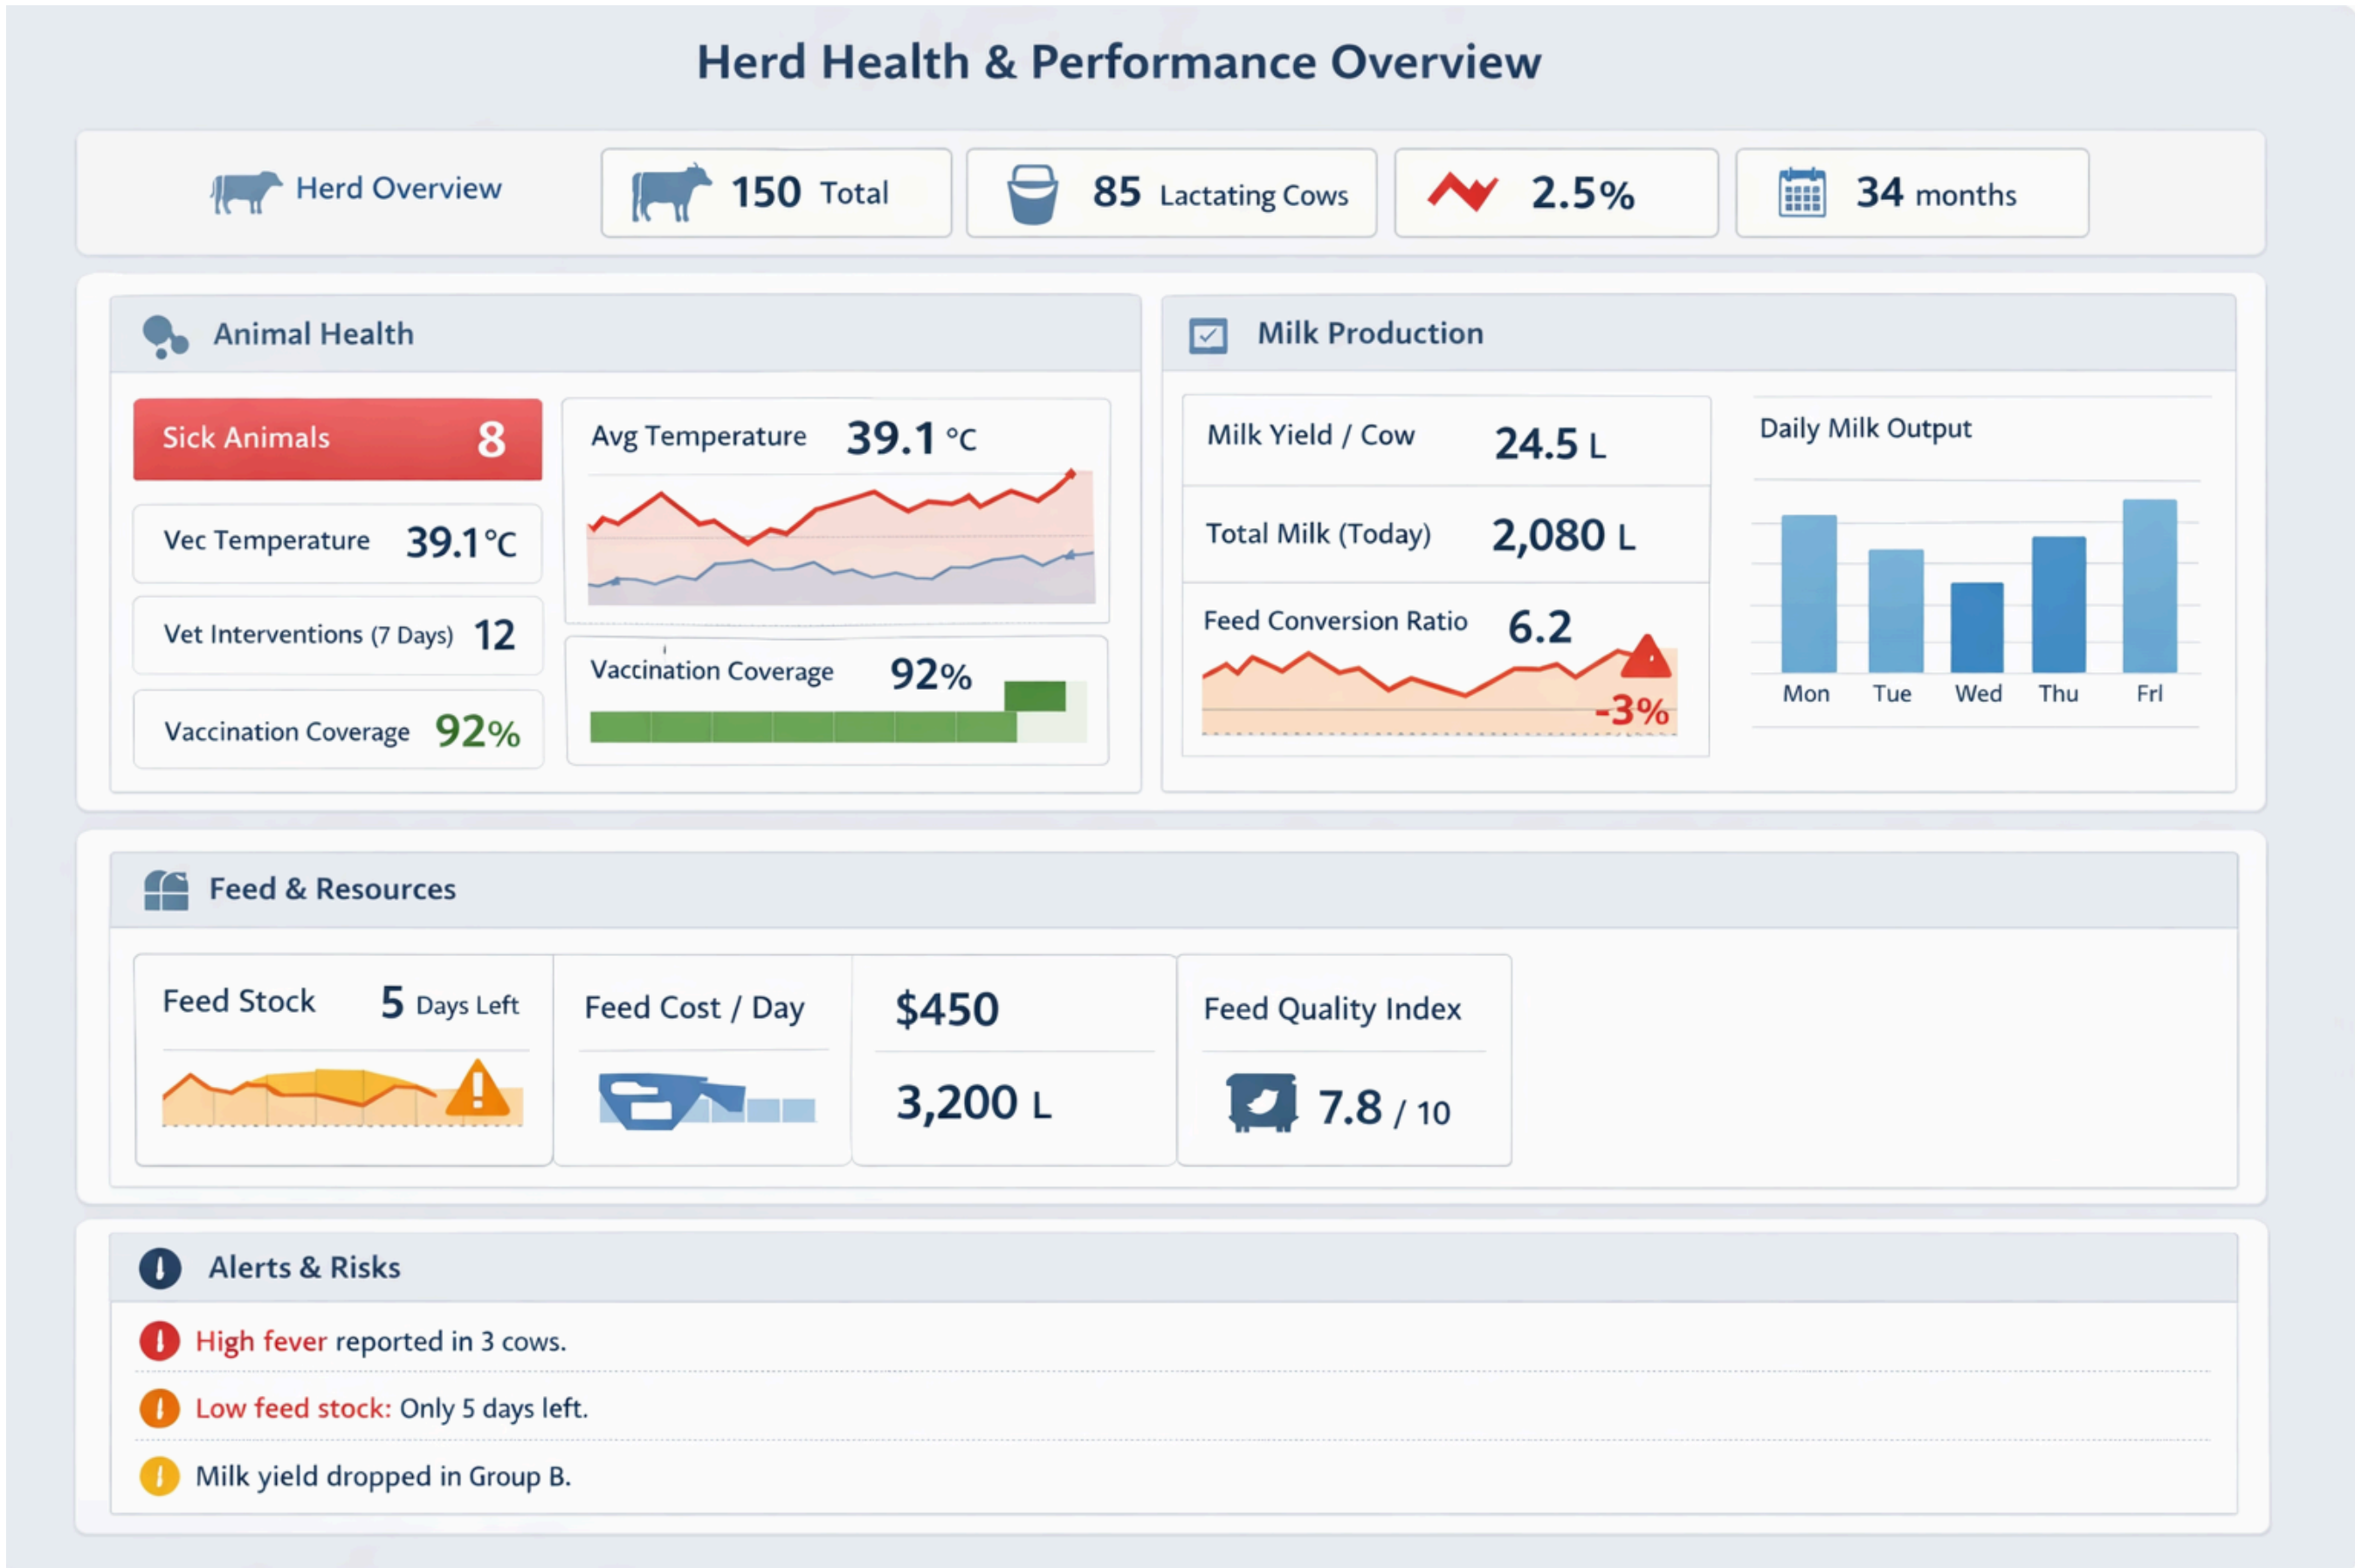 Herd Health & Performance Overview
Herd Overview
150 Total
85 Lactating Cows
2.5%
34 months
Animal Health
Sick Animals 8
Vec Temperature 39.1°C
Vet Interventions (7 Days) 12
Vaccination Coverage 92%
Avg Temperature 39.1 °C
Vaccination Coverage 92%
Milk Production
Milk Yield / Cow 24.5 L
Total Milk (Today) 2,080 L
Feed Conversion Ratio 6.2
-3%
Daily Milk Output
Mon Tue Wed Thu Frl
Feed & Resources
Feed Stock 5 Days Left
Feed Cost / Day
$450
3,200 L
Feed Quality Index
7.8 / 10
Alerts & Risks
High fever reported in 3 cows.
Low feed stock: Only 5 days left.
Milk yield dropped in Group B.